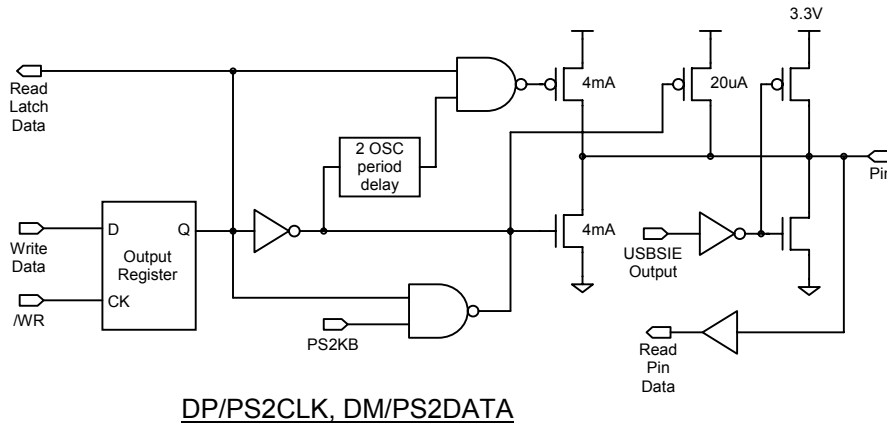 3.3V
Read
Latch
Data
4mA
20uA
2 OSC
period
delay
Pin
D
Q
Write
Data
Output
Register
4mA
USBSIE
Output
CK
/WR
PS2KB
Read
Pin
Data
DP/PS2CLK, DM/PS2DATA